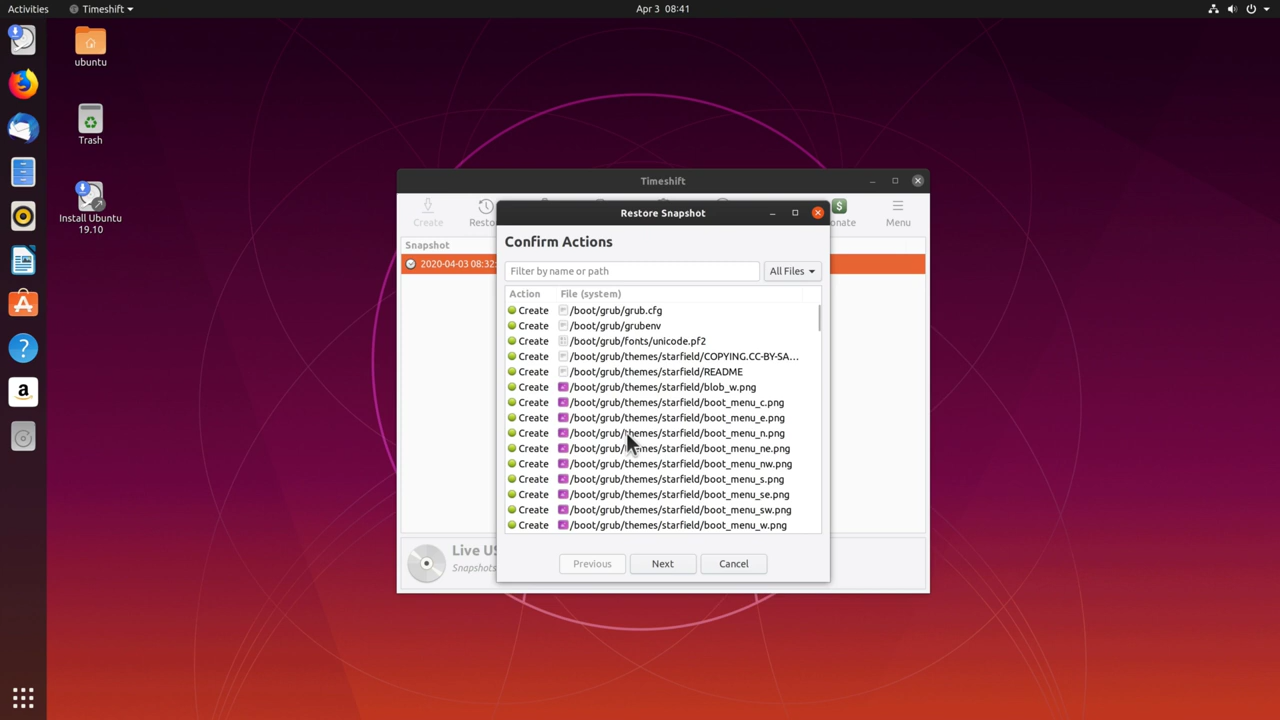 Activities
Timeshift
Apr 3 08:41
ubuntu
Trash
Install Ubuntu
19.10
Timeshift
Create
Resto
onate
Menu
Snapshot
2020-04-03 08:32:
Live US
Snapshots
Restore Snapshot
Confirm Actions
Filter by name or path
All Files
Action File (system)
Create /boot/grub/grub.cfg
Create /boot/grub/grubenv
Create /boot/grub/fonts/unicode.pf2
Create /boot/grub/themes/starfield/COPYING.CC-BY-SA...
Create /boot/grub/themes/starfield/README
Create /boot/grub/themes/starfield/blob_w.png
Create /boot/grub/themes/starfield/boot_menu_c.png
Create /boot/grub/themes/starfield/boot_menu_e.png
Create /boot/grub/themes/starfield/boot_menu_n.png
Create /boot/grub/themes/starfield/boot_menu_ne.png
Create /boot/grub/themes/starfield/boot_menu_nw.png
Create /boot/grub/themes/starfield/boot_menu_s.png
Create /boot/grub/themes/starfield/boot_menu_se.png
Create /boot/grub/themes/starfield/boot_menu_sw.png
Create /boot/grub/themes/starfield/boot_menu_w.png
Previous
Next
Cancel